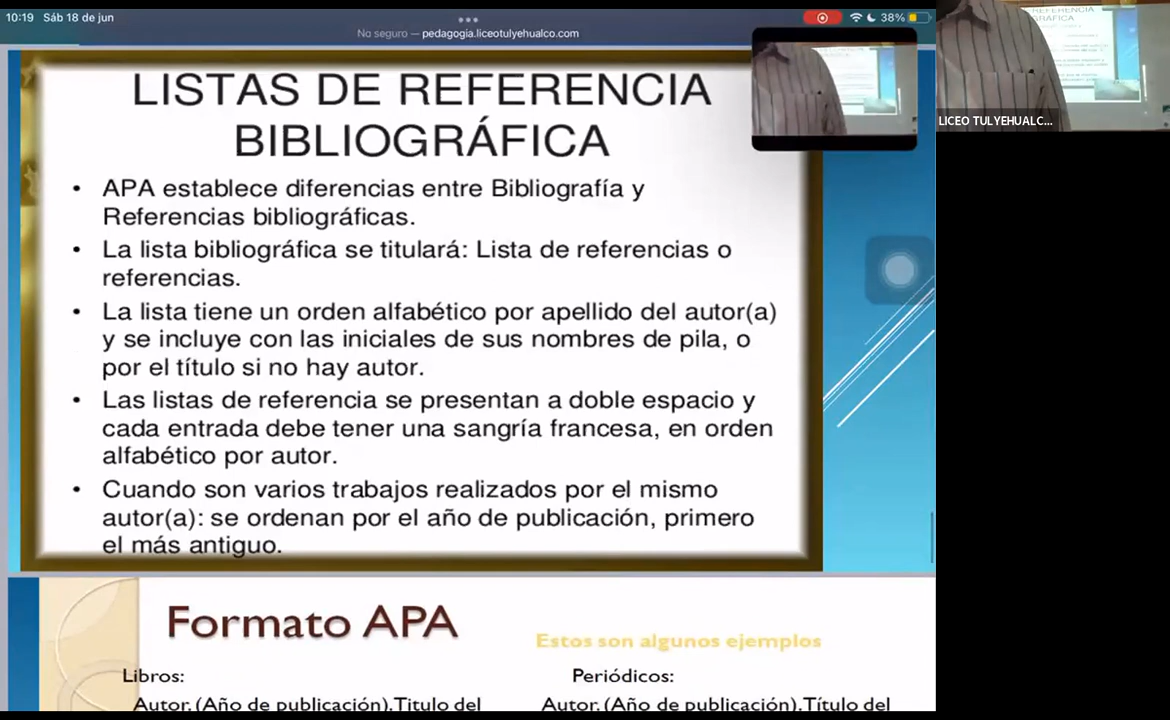 10:19 Sáb 18 de jun
38%
No seguro — pedagogia.liceotulyehualco.com
LISTAS DE REFERENCIA
BIBLIOGRÁFICA
• APA establece diferencias entre Bibliografía y
Referencias bibliográficas.
• La lista bibliográfica se titulará: Lista de referencias o
referencias.
• La lista tiene un orden alfabético por apellido del autor(a)
y se incluye con las iniciales de sus nombres de pila, o
por el título si no hay autor.
• Las listas de referencia se presentan a doble espacio y
cada entrada debe tener una sangría francesa, en orden
alfabético por autor.
• Cuando son varios trabajos realizados por el mismo
autor(a): se ordenan por el año de publicación, primero
el más antiguo.
Formato APA
Estos son algunos ejemplos
Libros:
Autor. (Año de publicación).Titulo del
Periódicos:
Autor. (Año de publicación). Título del
REFERENCIA
LICEO TULYEHUALC...